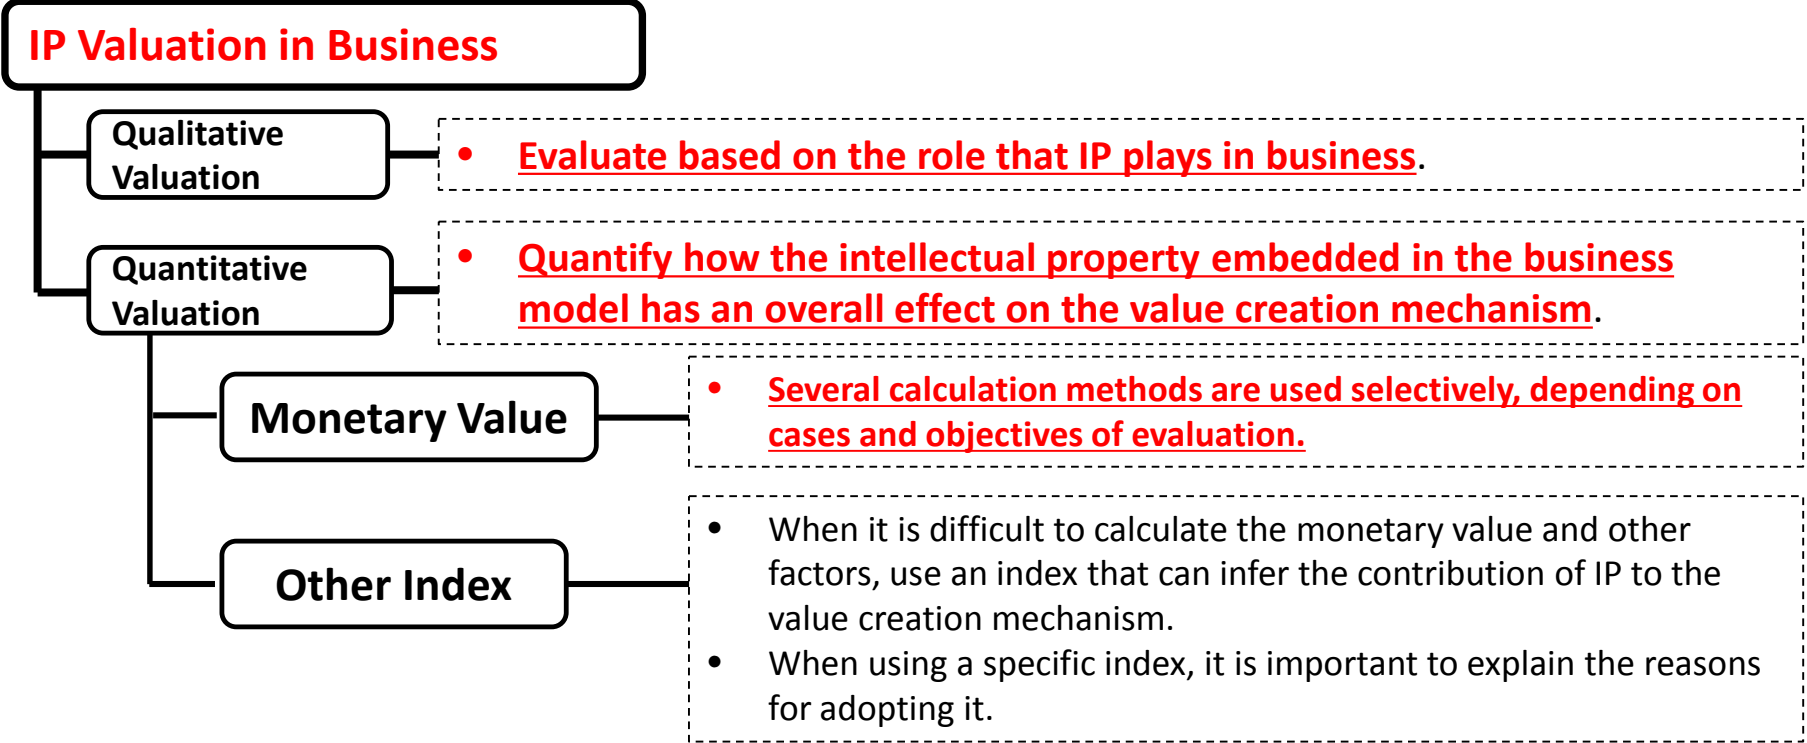 IP Valuation in Business
Qualitative
Valuation
• Evaluate based on the role that IP plays in business.
Quantitative
Valuation
• Quantify how the intellectual property embedded in the business
model has an overall effect on the value creation mechanism.
Monetary Value
• Several calculation methods are used selectively, depending on
cases and objectives of evaluation.
Other Index
• When it is difficult to calculate the monetary value and other
factors, use an index that can infer the contribution of IP to the
value creation mechanism.
• When using a specific index, it is important to explain the reasons
for adopting it.